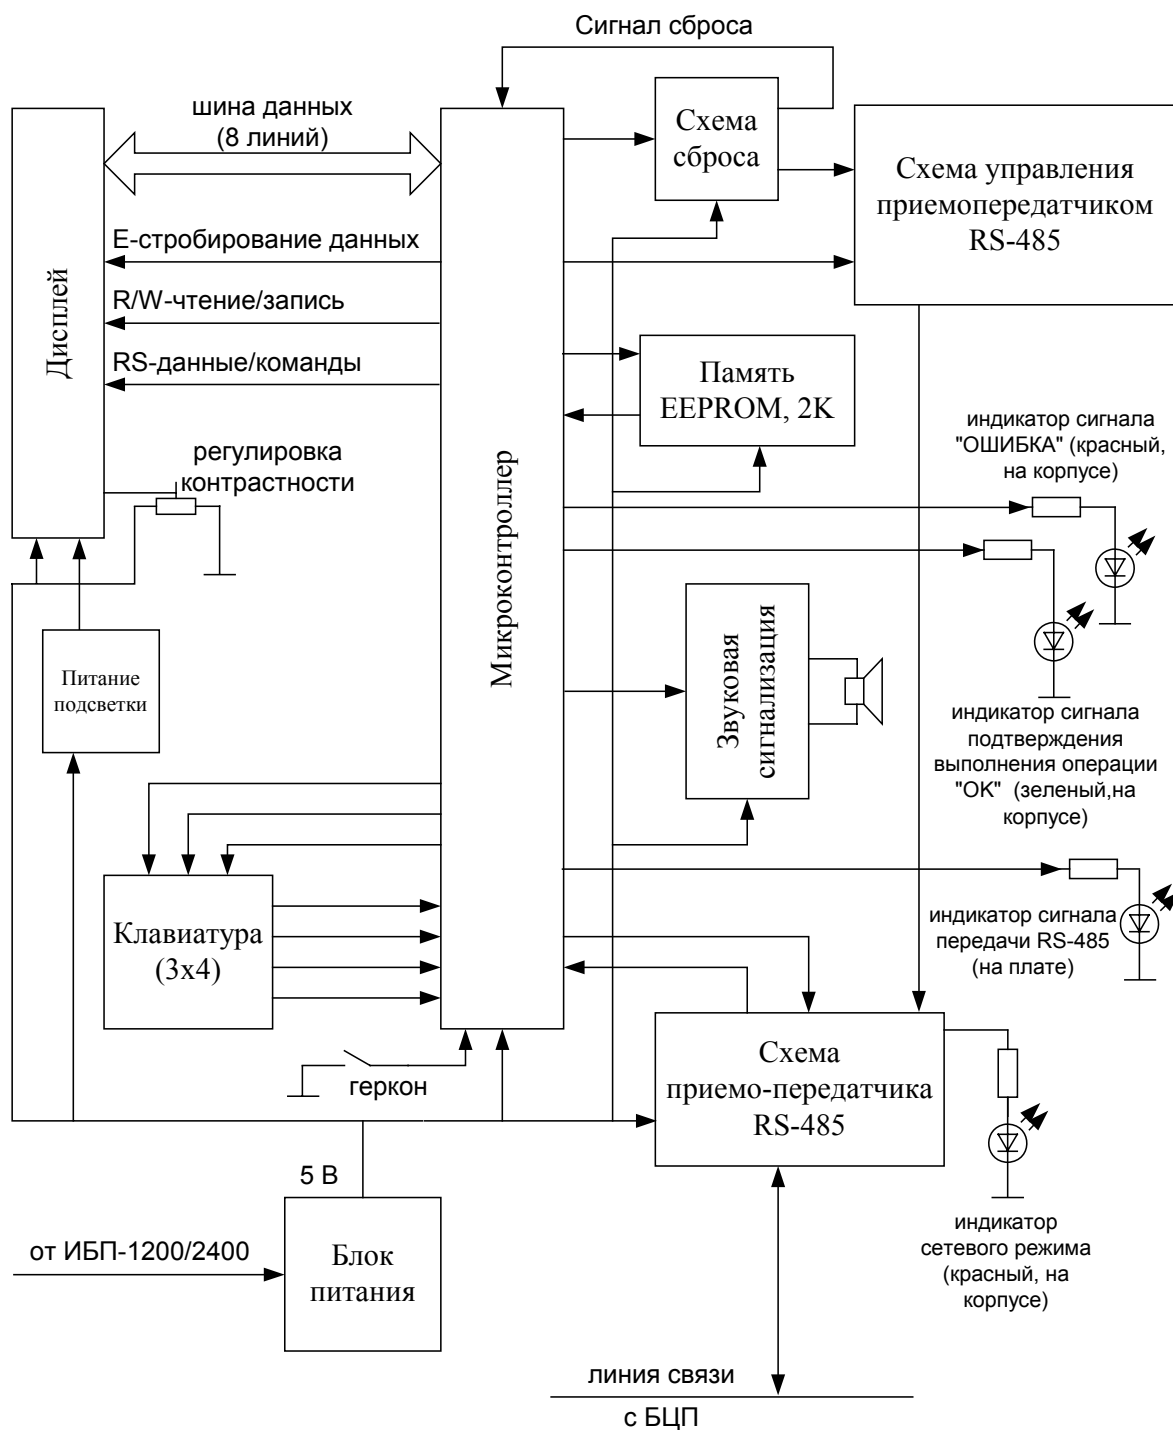 Сигнал сброса
шина данных
(8 линий)
Схема
сброса
Схема управления
приемопередатчиком
RS-485
Е-стробирование данных
R/W-чтение/запись
RS-данные/команды
Дисплей
Память
EEPROM, 2K
регулировка
контрастности
Микроконтроллер
индикатор сигнала
"ОШИБКА" (красный,
на корпусе)
Звуковая
сигнализация
Питание
подсветки
индикатор сигнала
подтверждения
выполнения операции
"OK" (зеленый,на
корпусе)
Клавиатура
(3х4)
индикатор сигнала
передачи RS-485
(на плате)
геркон
Схема
приемо-передатчика
RS-485
5 В
от ИБП-1200/2400
Блок
питания
индикатор
сетевого режима
(красный, на
корпусе)
линия связи
с БЦП